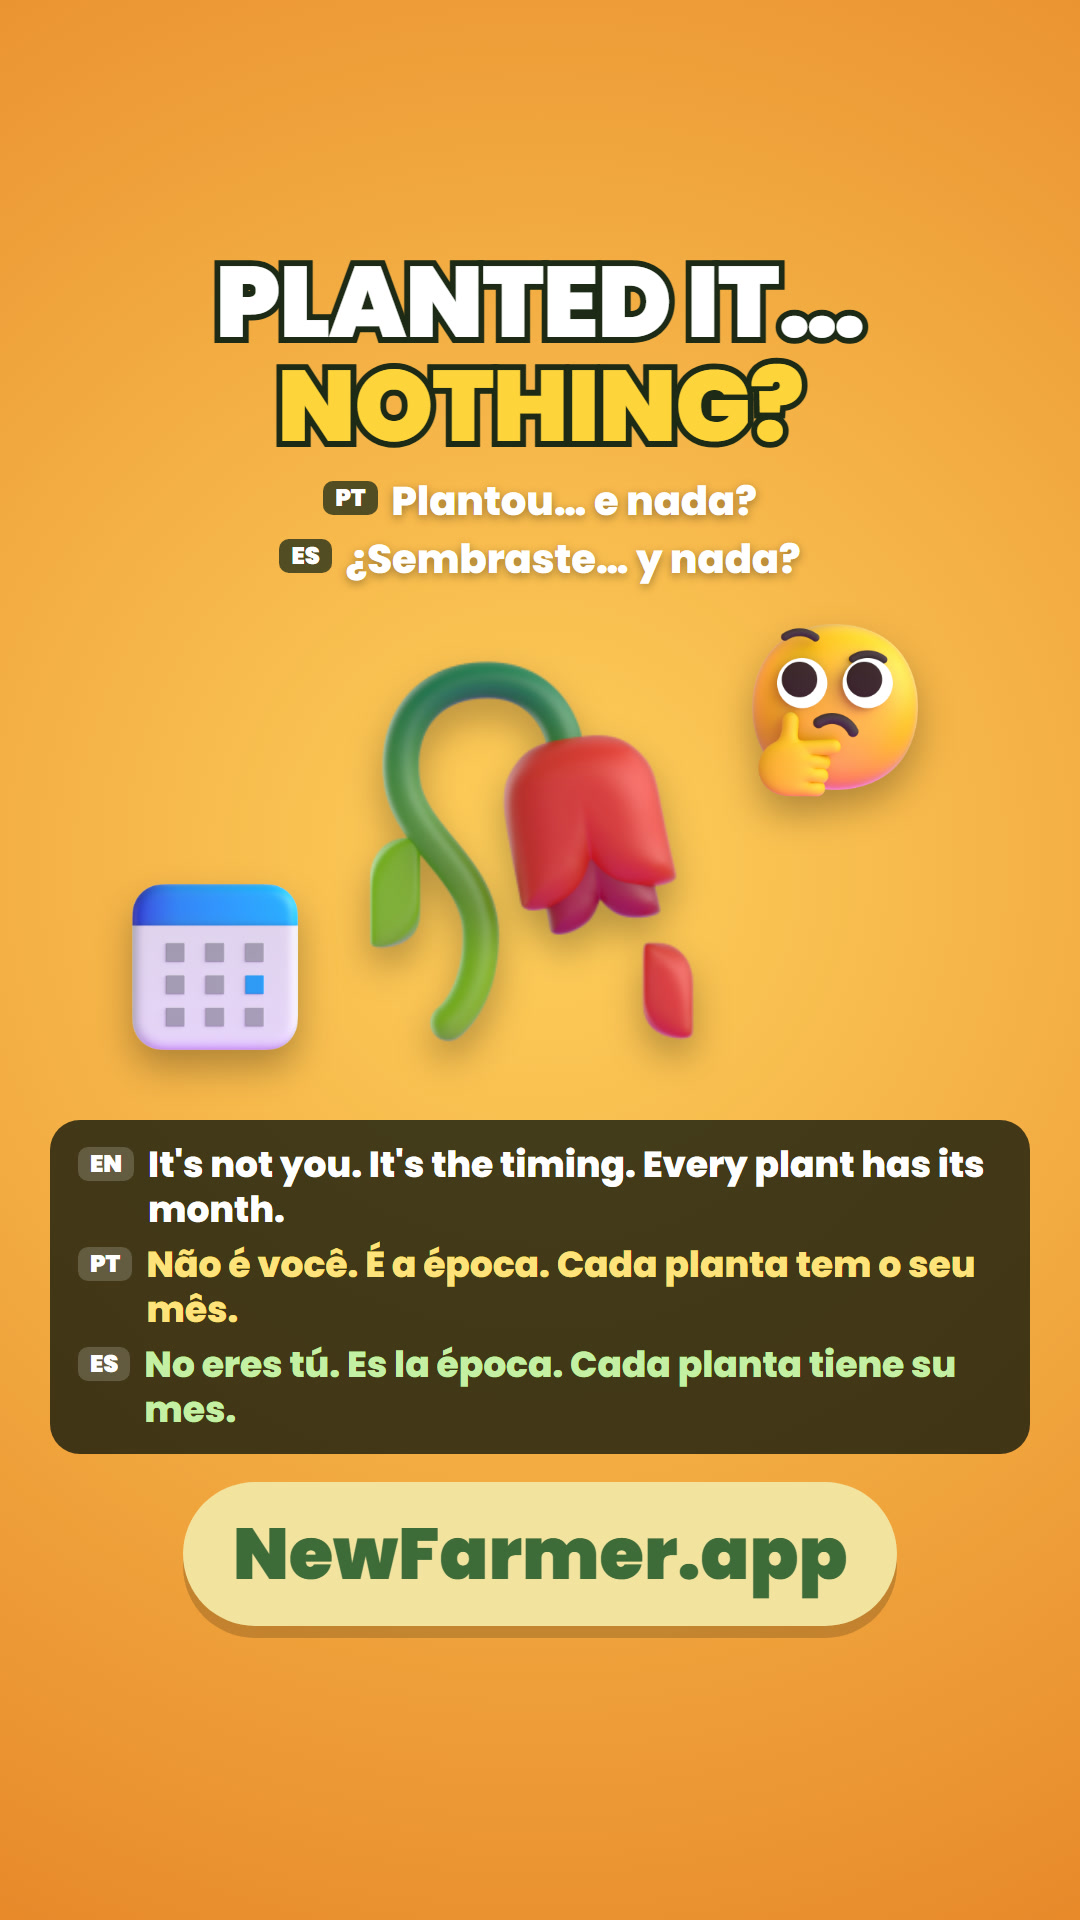 PLANTED IT...
NOTHING?
PT Plantou... e nada?
ES ¿Sembraste... y nada?
EN It's not you. It's the timing. Every plant has its
month.
PT Não é você. É a época. Cada planta tem o seu
mês.
ES No eres tú. Es la época. Cada planta tiene su
mes.
NewFarmer.app